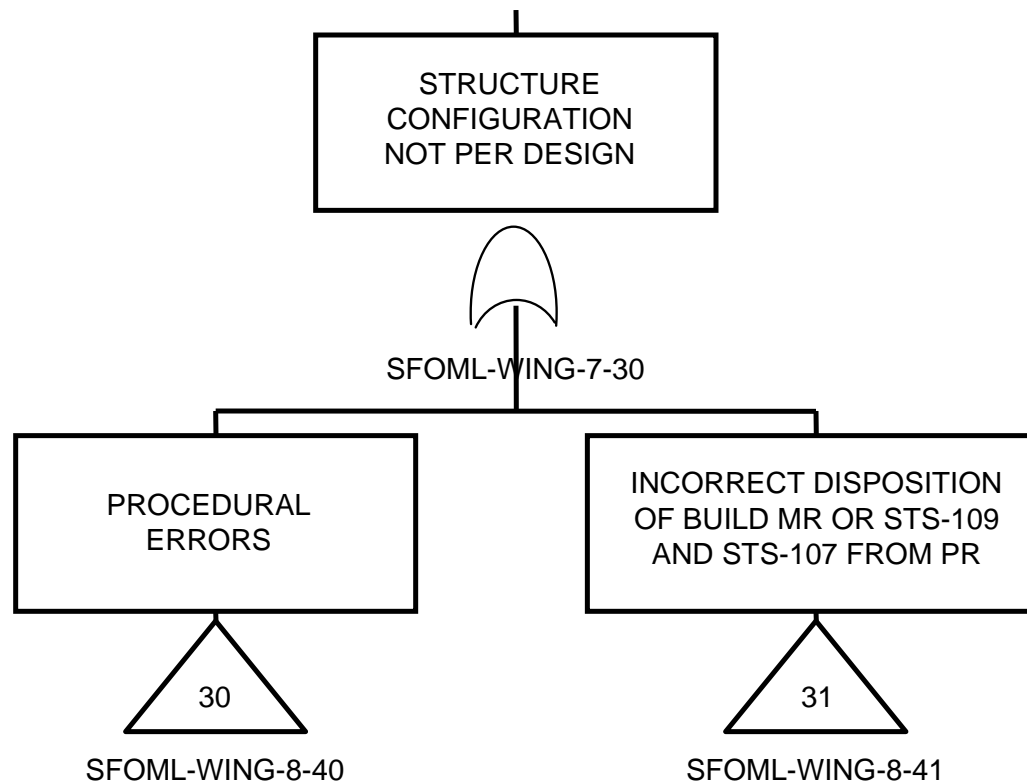 STRUCTURE
CONFIGURATION
NOT PER DESIGN
SFOML-WING-7-30
PROCEDURAL
ERRORS
INCORRECT DISPOSITION
OF BUILD MR OR STS-109
AND STS-107 FROM PR
30
31
SFOML-WING-8-40
SFOML-WING-8-41